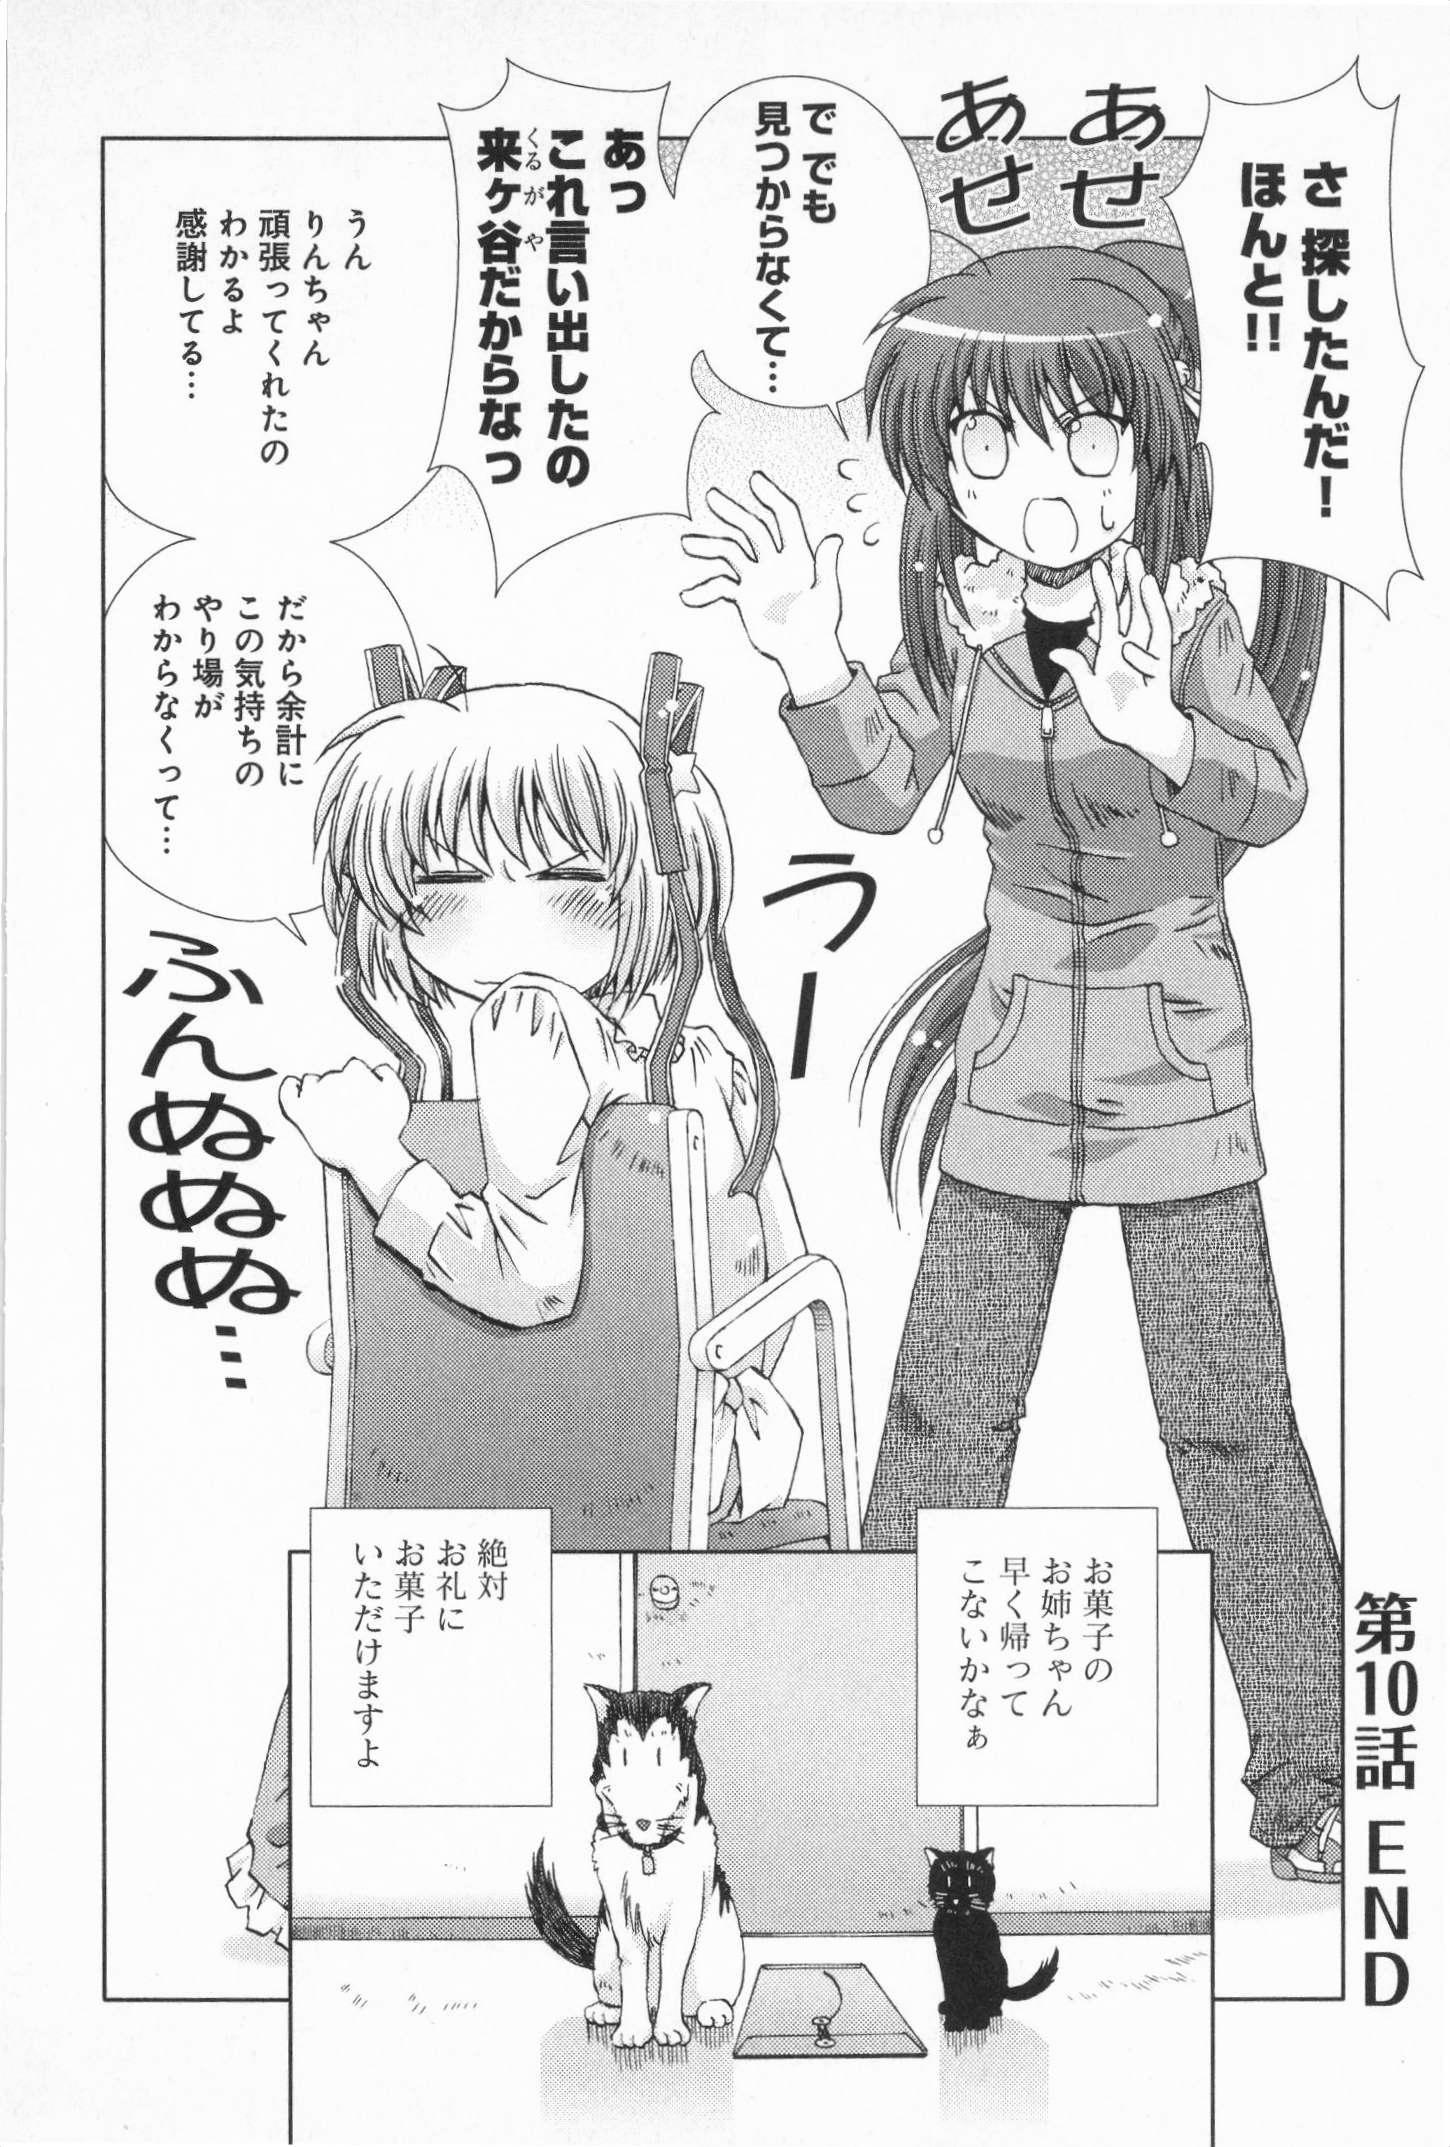 さ 探したんだ!
ほんと!!
あせ
あせ
で でも
見つからなくて…
あっ
これ言い出したの
来ヶ谷だからなっ
くるがや
うん
りんちゃん
頑張ってくれたの
わかるよ
感謝してる…
だから余計に
この気持ちの
やり場が
わからなくって…
うー
ふんぬぬぬ…
お菓子の
お姉ちゃん
早く帰って
こないかなぁ
絶対
お礼に
お菓子
いただけますよ
第10話 END